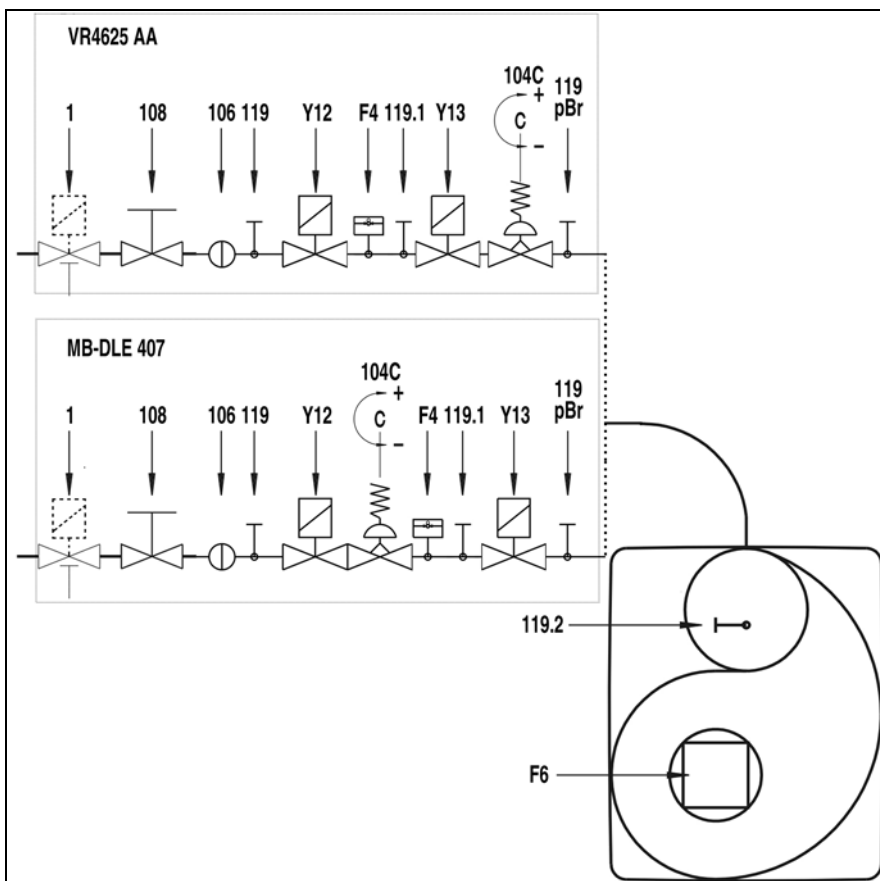 VR4625 AA
104C
+
C
-
119
pBr
1
108
106
119
Y12
F4
119.1
Y13
MB-DLE 407
104C
+
C
-
119
pBr
1
108
106
119
Y12
F4
119.1
Y13
119.2
F6